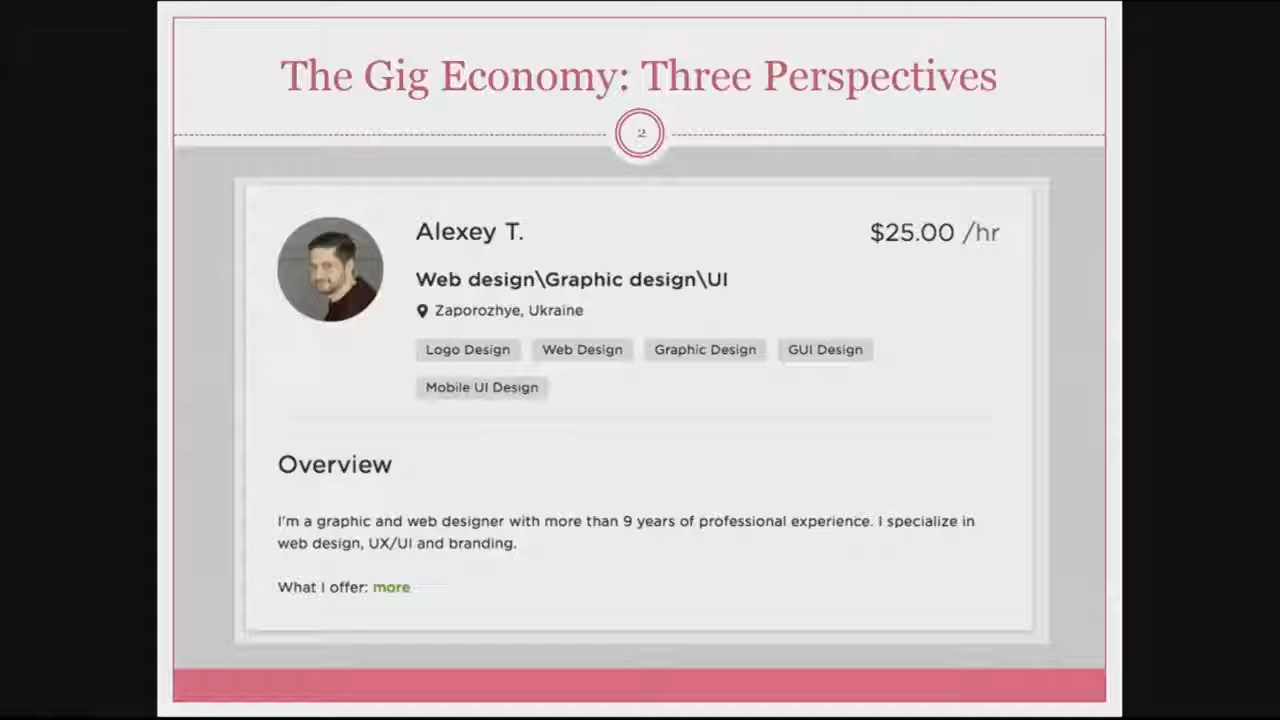 The Gig Economy: Three Perspectives
2
Alexey T.
$25.00 /hr
Web design\Graphic design\UI
Zaporozhye, Ukraine
Logo Design Web Design Graphic Design GUI Design
Mobile UI Design
Overview
I'm a graphic and web designer with more than 9 years of professional experience. I specialize in
web design, UX/UI and branding.
What I offer: more